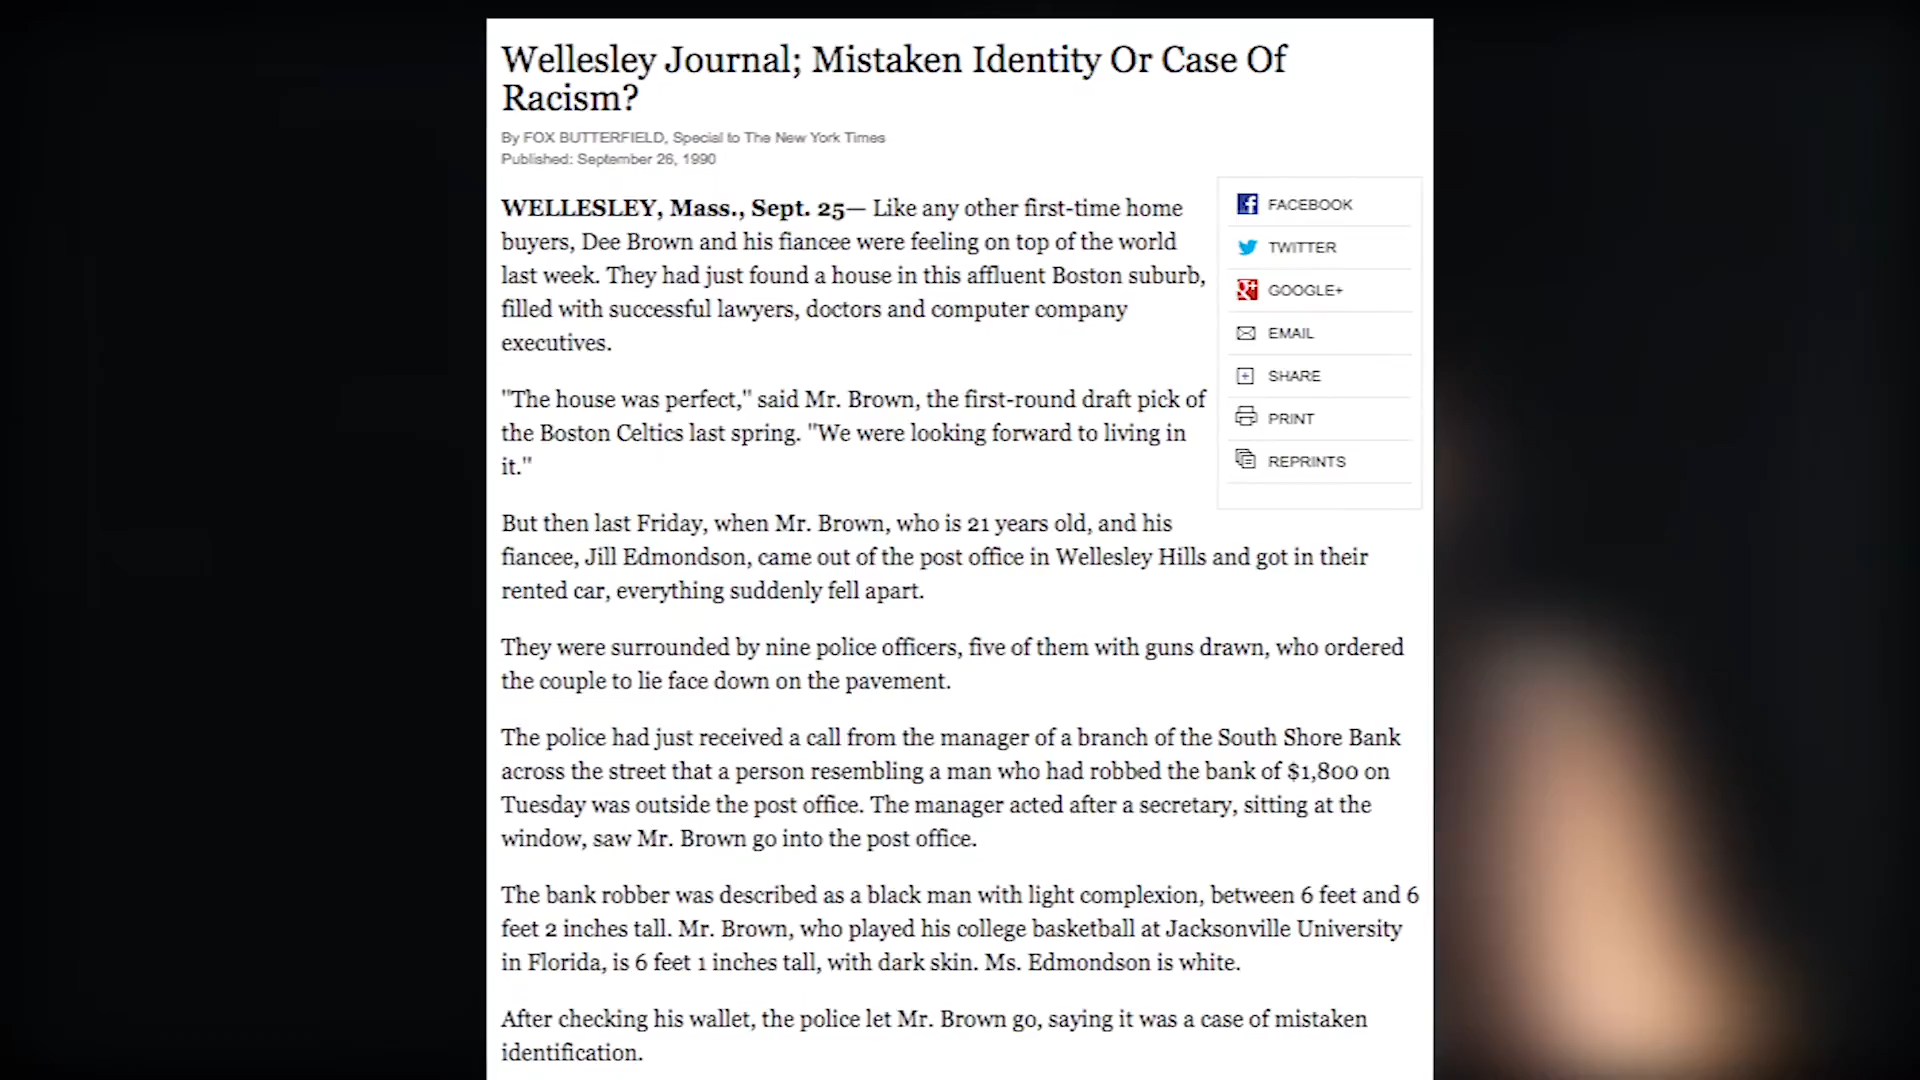 Wellesley Journal; Mistaken Identity Or Case Of
Racism?
By FOX BUTTERFIELD, Special to The New York Times
Published: September 26, 1990
WELLESLEY, Mass., Sept. 25— Like any other first-time home
buyers, Dee Brown and his fiancee were feeling on top of the world
last week. They had just found a house in this affluent Boston suburb,
filled with successful lawyers, doctors and computer company
executives.
"The house was perfect," said Mr. Brown, the first-round draft pick of
the Boston Celtics last spring. "We were looking forward to living in
it."
But then last Friday, when Mr. Brown, who is 21 years old, and his
fiancee, Jill Edmondson, came out of the post office in Wellesley Hills and got in their
rented car, everything suddenly fell apart.
They were surrounded by nine police officers, five of them with guns drawn, who ordered
the couple to lie face down on the pavement.
The police had just received a call from the manager of a branch of the South Shore Bank
across the street that a person resembling a man who had robbed the bank of $1,800 on
Tuesday was outside the post office. The manager acted after a secretary, sitting at the
window, saw Mr. Brown go into the post office.
The bank robber was described as a black man with light complexion, between 6 feet and 6
feet 2 inches tall. Mr. Brown, who played his college basketball at Jacksonville University
in Florida, is 6 feet 1 inches tall, with dark skin. Ms. Edmondson is white.
After checking his wallet, the police let Mr. Brown go, saying it was a case of mistaken
identification.
FACEBOOK
TWITTER
GOOGLE+
EMAIL
SHARE
PRINT
REPRINTS